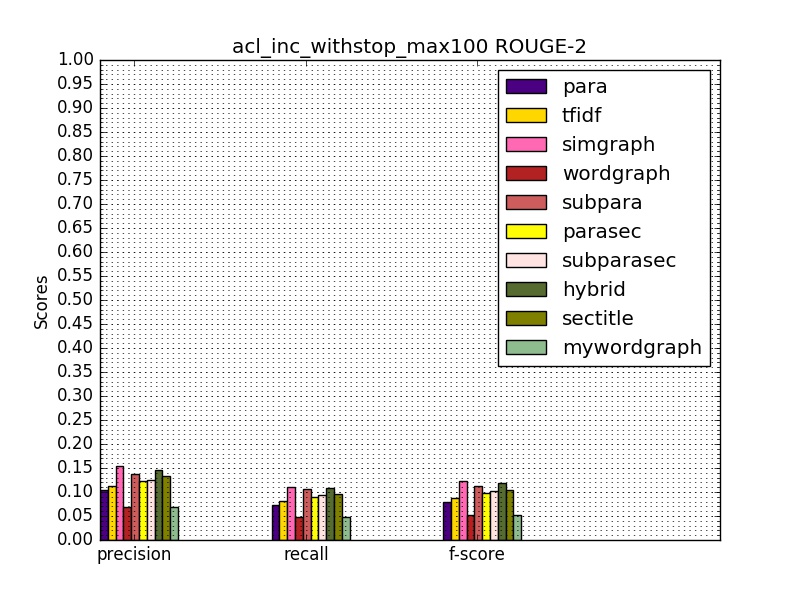 acl_inc_withstop_max100 ROUGE-2
1.00
0.95
0.90
0.85
0.80
0.75
0.70
0.65
0.60
0.55
0.50
0.45
0.40
0.35
0.30
0.25
0.20
0.15
0.10
0.05
0.00
Scores
para
tfidf
simgraph
wordgraph
subpara
parasec
subparasec
hybrid
sectitle
mywordgraph
precision
recall
f-score